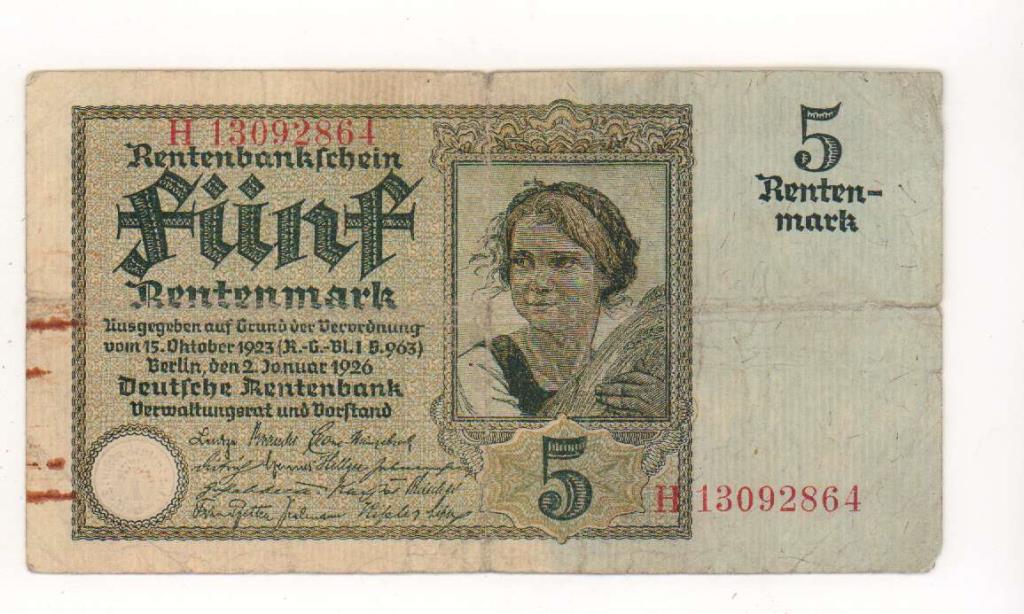 H 13092864
Rentenbankschein
Fünf
Rentenmark
Ausgegeben auf Grund der Verordnung
vom 15. Oktober 1923 (R.-G.-Bl. I S. 963)
Berlin, den 2. Januar 1926
Deutsche Rentenbank
Verwaltungsrat und Vorstand
5
Renten-
mark
5
H 13092864